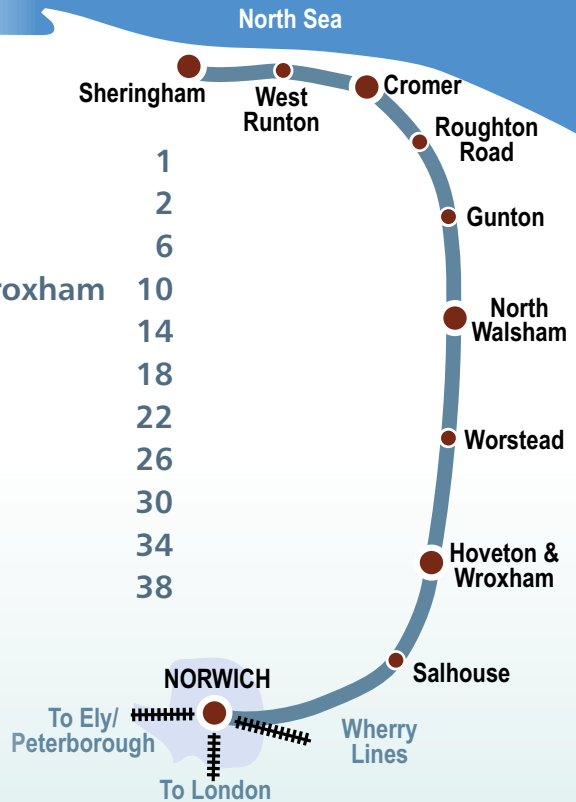 North Sea
Sheringham
West
Runton
Cromer
Roughton
Road
Gunton
North
Walsham
Worstead
Hoveton &
Wroxham
Salhouse
NORWICH
To Ely/
Peterborough
Wherry
Lines
To London
1
2
6
roxham 10
14
18
22
26
30
34
38